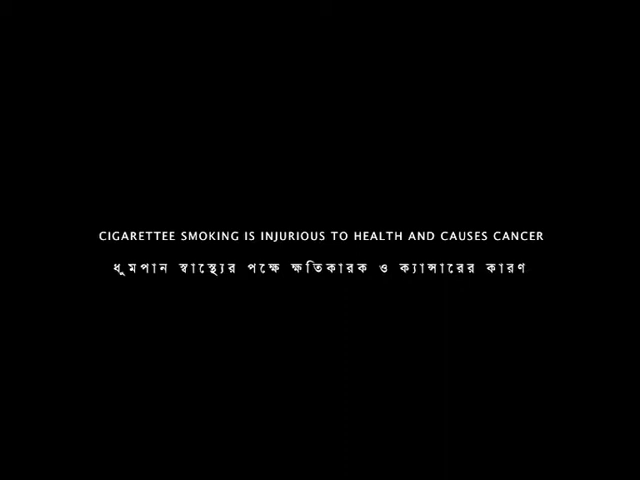 CIGARETTEE SMOKING IS INJURIOUS TO HEALTH AND CAUSES CANCER
ধূমপান স্বাস্থ্যের পক্ষে ক্ষতিকারক ও ক্যান্সারের কারণ